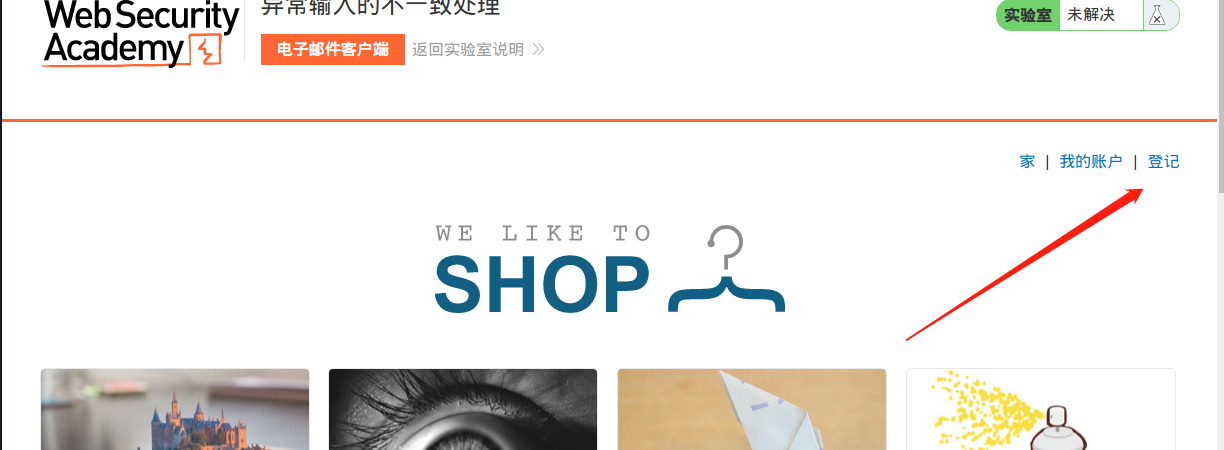 Web Security
Academy
异常输入的不一致处理
电子邮件客户端 返回实验室说明
实验室 未解决
家 | 我的账户 | 登记
WE LIKE TO
SHOP